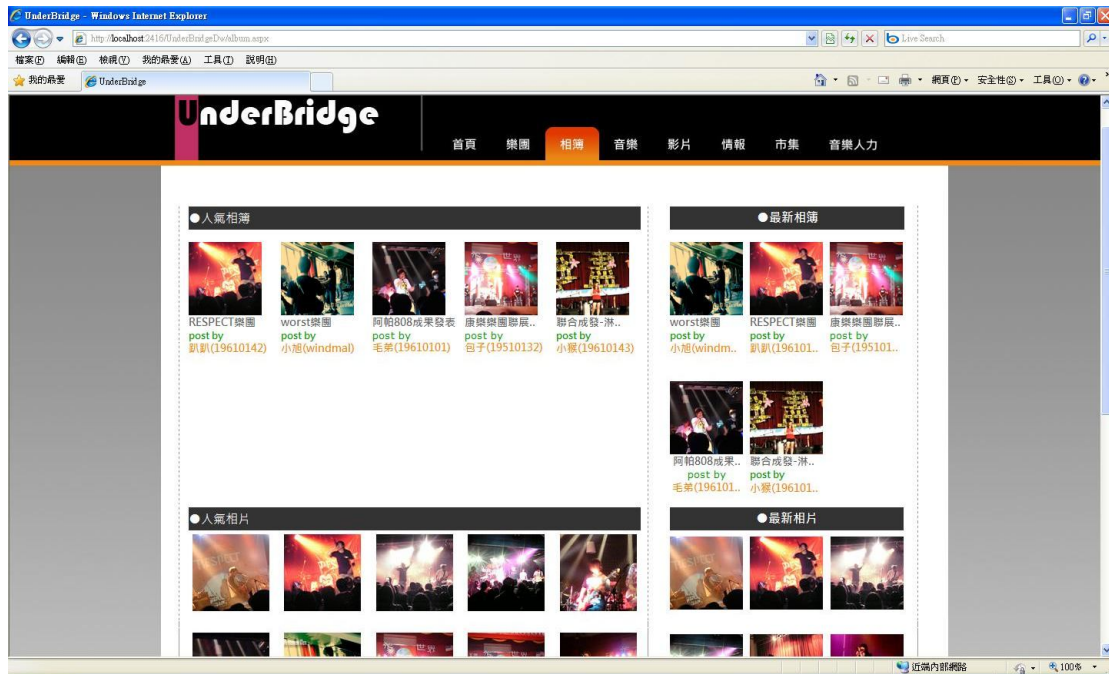 UnderBridge - Windows Internet Explorer
http://localhost:2416/UnderBridgeDw/album.aspx
Live Search
檔案(F) 編輯(E) 檢視(V) 我的最愛(A) 工具(T) 說明(H)
我的最愛 UnderBridge 網頁(P) 安全性(S) 工具(O)
UnderBridge
首頁 樂團 相簿 音樂 影片 情報 市集 音樂人力
●人氣相簿
RESPECT樂團
post by
趴趴(19610142)
worst樂團
post by
小旭(windmal)
阿帕808成果發表
post by
毛弟(19610101)
康樂樂團聯展..
post by
包子(19510132)
聯合成發-淋..
post by
小猴(19610143)
●最新相簿
worst樂團
post by
小旭(windm..
RESPECT樂團
post by
趴趴(196101..
康樂樂團聯展..
post by
包子(195101..
阿帕808成果..
post by
毛弟(196101..
聯合成發-淋..
post by
小猴(196101..
●人氣相片
●最新相片
近端內部網路 100%